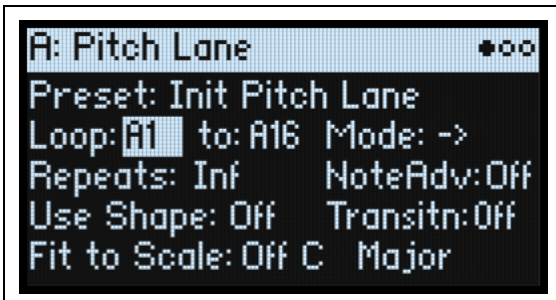 A: Pitch Lane
Preset: Init Pitch Lane
Loop: A1 to: A16 Mode: ->
Repeats: Inf NoteAdv: Off
Use Shape: Off Transitn: Off
Fit to Scale: Off C Major